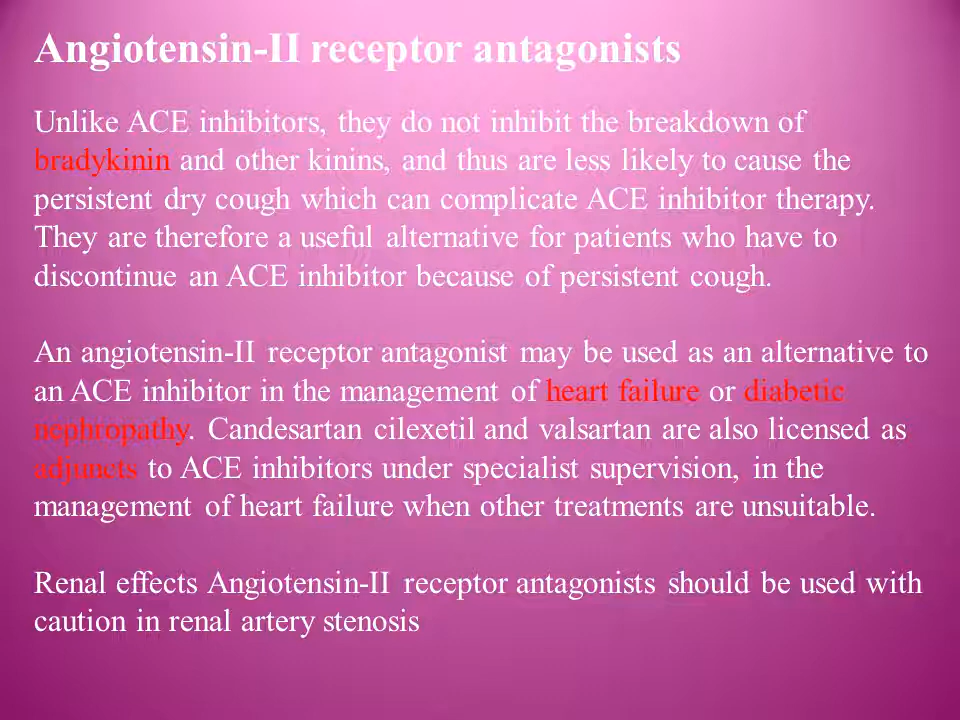 Angiotensin-II receptor antagonists
Unlike ACE inhibitors, they do not inhibit the breakdown of
bradykinin and other kinins, and thus are less likely to cause the
persistent dry cough which can complicate ACE inhibitor therapy.
They are therefore a useful alternative for patients who have to
discontinue an ACE inhibitor because of persistent cough.
An angiotensin-II receptor antagonist may be used as an alternative to
an ACE inhibitor in the management of heart failure or diabetic
nephropathy. Candesartan cilexetil and valsartan are also licensed as
adjuncts to ACE inhibitors under specialist supervision, in the
management of heart failure when other treatments are unsuitable.
Renal effects Angiotensin-II receptor antagonists should be used with
caution in renal artery stenosis